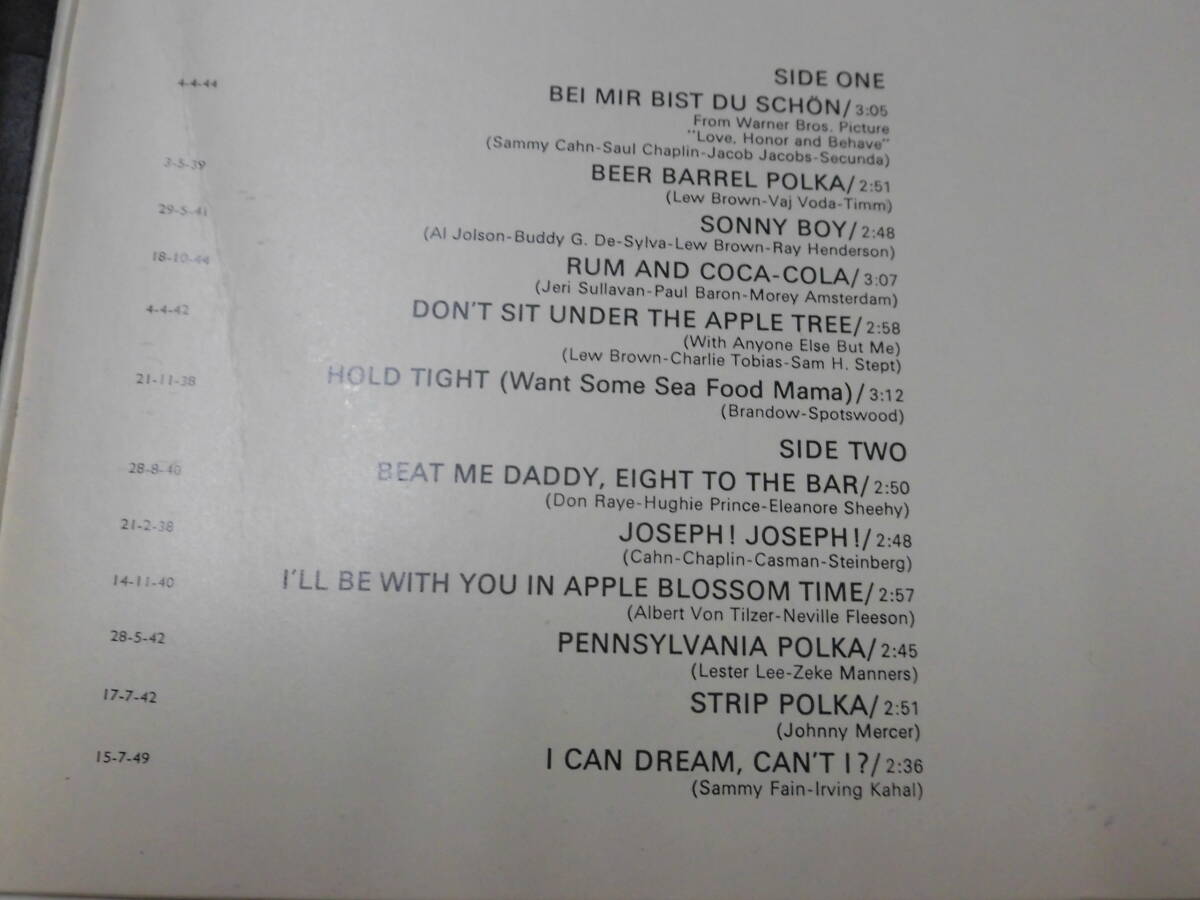 SIDE ONE
4-4-44 BEI MIR BIST DU SCHÖN/3:05
From Warner Bros. Picture
"Love, Honor and Behave"
(Sammy Cahn-Saul Chaplin-Jacob Jacobs-Secunda)
3-5-39 BEER BARREL POLKA/2:51
(Lew Brown-Vaj Voda-Timm)
29-5-41 SONNY BOY/2:48
(Al Jolson-Buddy G. De-Sylva-Lew Brown-Ray Henderson)
18-10-44 RUM AND COCA-COLA/3:07
(Jeri Sullavan-Paul Baron-Morey Amsterdam)
4-4-42 DON'T SIT UNDER THE APPLE TREE/2:58
(With Anyone Else But Me)
(Lew Brown-Charlie Tobias-Sam H. Stept)
21-11-38 HOLD TIGHT (Want Some Sea Food Mama)/3:12
(Brandow-Spotswood)
SIDE TWO
28-8-40 BEAT ME DADDY, EIGHT TO THE BAR/2:50
(Don Raye-Hughie Prince-Eleanore Sheehy)
21-2-38 JOSEPH! JOSEPH!/2:48
(Cahn-Chaplin-Casman-Steinberg)
14-11-40 I'LL BE WITH YOU IN APPLE BLOSSOM TIME/2:57
(Albert Von Tilzer-Neville Fleeson)
28-5-42 PENNSYLVANIA POLKA/2:45
(Lester Lee-Zeke Manners)
17-7-42 STRIP POLKA/2:51
(Johnny Mercer)
15-7-49 I CAN DREAM, CAN'T I?/2:36
(Sammy Fain-Irving Kahal)